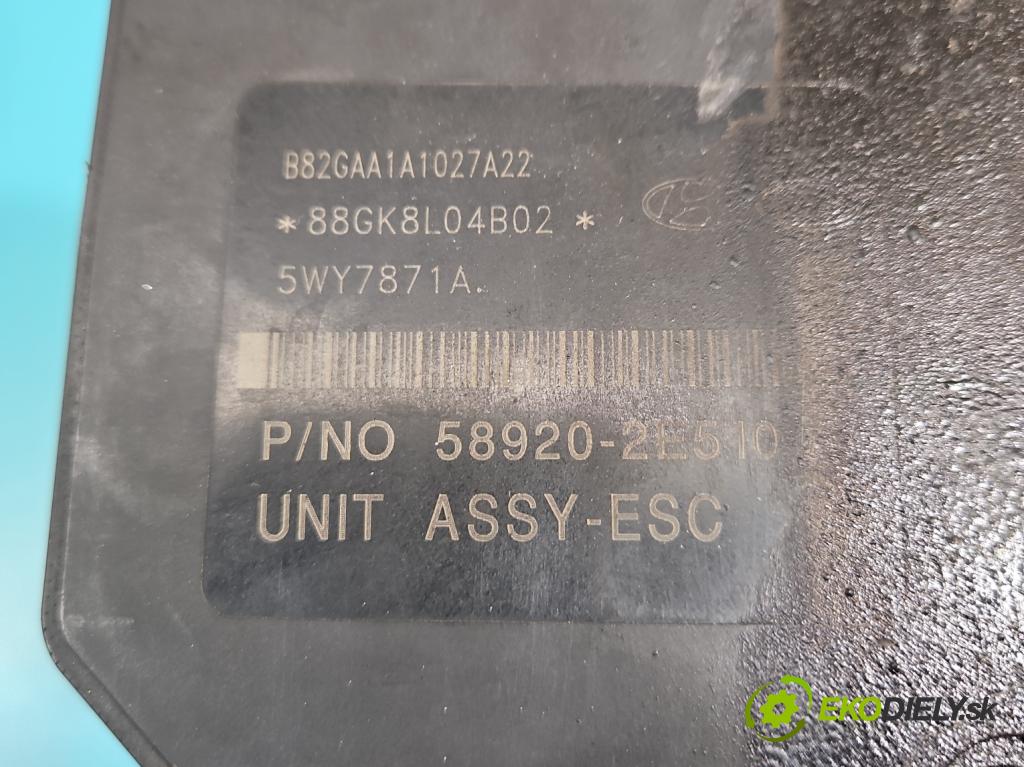 B82GAA1A1027A22
*88GK8L04B02 *
5WY7871A.
P/NO 58920-2E510
UNIT ASSY-ESC
EKODIELY.sk